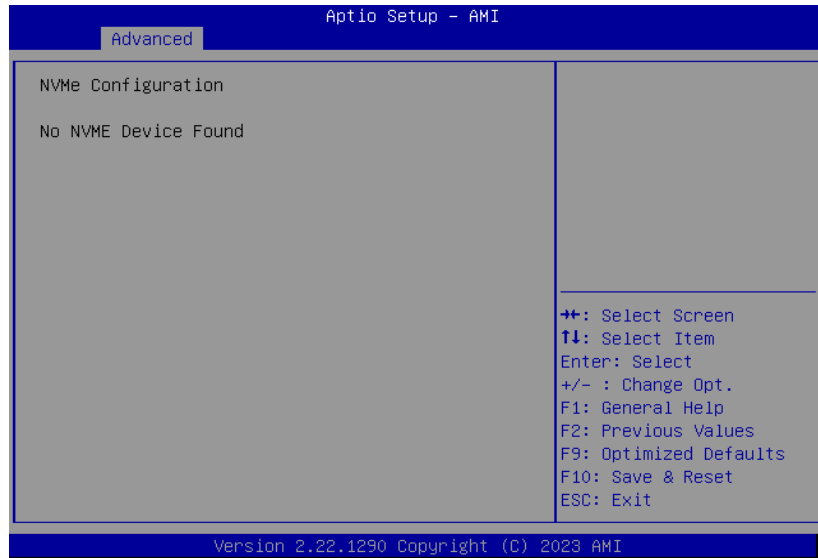 Aptio Setup – AMI
Advanced
NVMe Configuration
No NVME Device Found
→←: Select Screen
↑↓: Select Item
Enter: Select
+/- : Change Opt.
F1: General Help
F2: Previous Values
F9: Optimized Defaults
F10: Save & Reset
ESC: Exit
Version 2.22.1290 Copyright (C) 2023 AMI